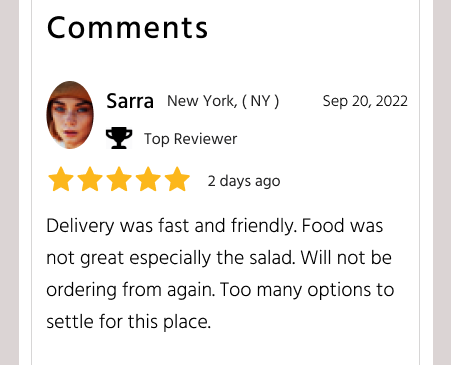 Comments
Sarra New York, ( NY ) Sep 20, 2022
Top Reviewer
2 days ago
Delivery was fast and friendly. Food was
not great especially the salad. Will not be
ordering from again. Too many options to
settle for this place.